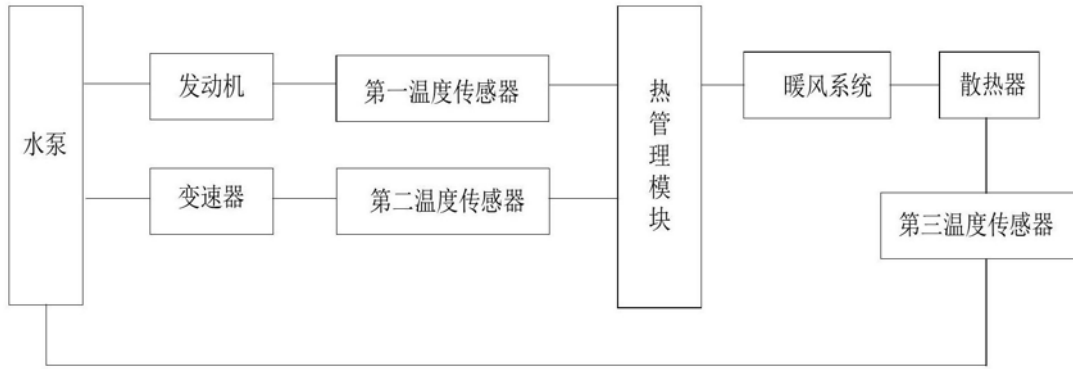 水泵
发动机
第一温度传感器
变速器
第二温度传感器
热管理模块
暖风系统
散热器
第三温度传感器